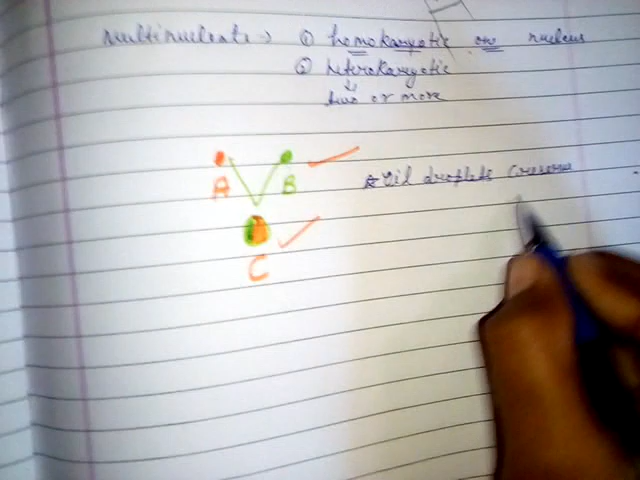 multinucleate → ① homokaryotic one nucleus
② heterokaryotic
↓
two or more
A B
* Oil droplets
C